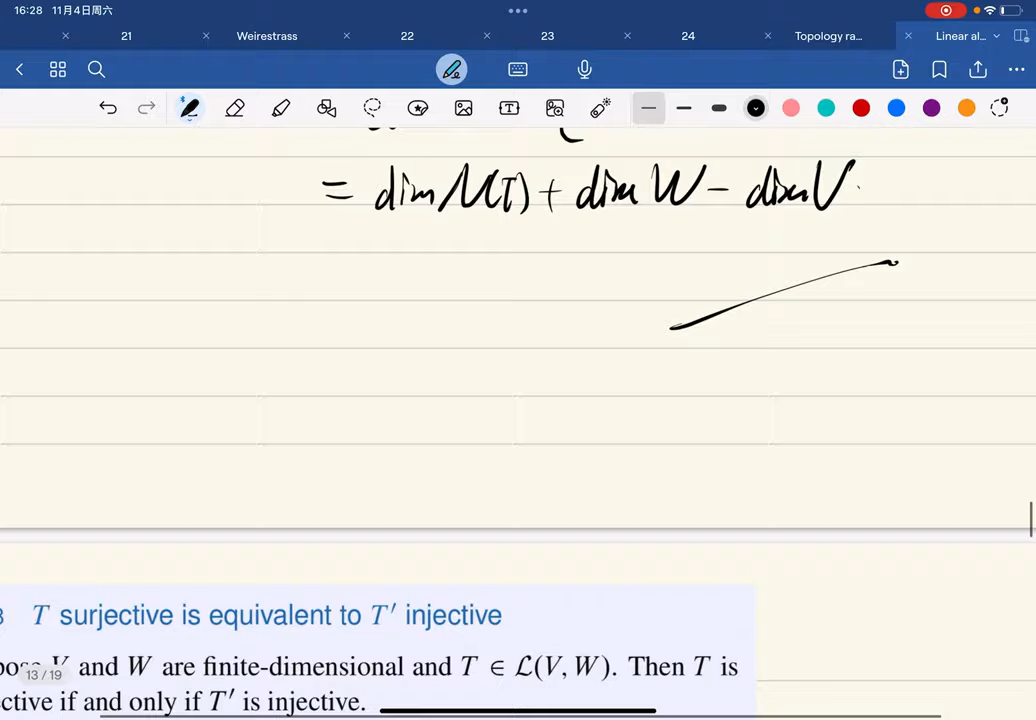 16:28 11月4日周六
21
Weirestrass
22
23
24
Topology ra...
Linear al...
= dim N(T) + dim W - dim V.
3 T surjective is equivalent to T′ injective
pose V and W are finite-dimensional and T ∈ ℒ(V, W). Then T is
13 / 19
ective if and only if T′ is injective.